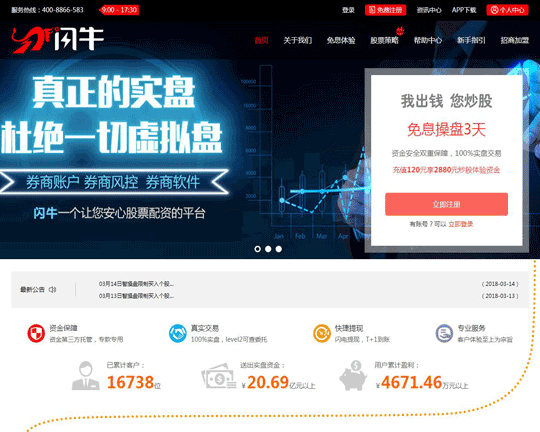 服务热线：400-8866-583 9:00 - 17:30 登录 免费注册 资讯中心 APP下载 个人中心
闪牛 首页 关于我们 免息体验 股票策略 帮助中心 新手指引 招商加盟
真正的实盘
杜绝一切虚拟盘
券商账户 券商风控 券商软件
闪牛一个让您安心股票配资的平台
我出钱 您炒股
免息操盘3天
资金安全双重保障，100%实盘交易
充值120元享2880元炒股体验资金
立即注册
有账号？可以 立即登录
Jan Feb Mar Apr May
最新公告
03月14日智操盘限制买入个股... ( 2018-03-14 )
03月13日智操盘限制买入个股... ( 2018-03-13 )
资金保障 真实交易 快捷提现 专业服务
资金第三方托管，专款专用 100%实盘，level2可查委托 闪电提现，T+1到账 客户体验至上为宗旨
已累计客户： 送出实盘资金： 用户累计盈利：
16738位 ￥20.69亿元以上 ￥4671.46万元以上